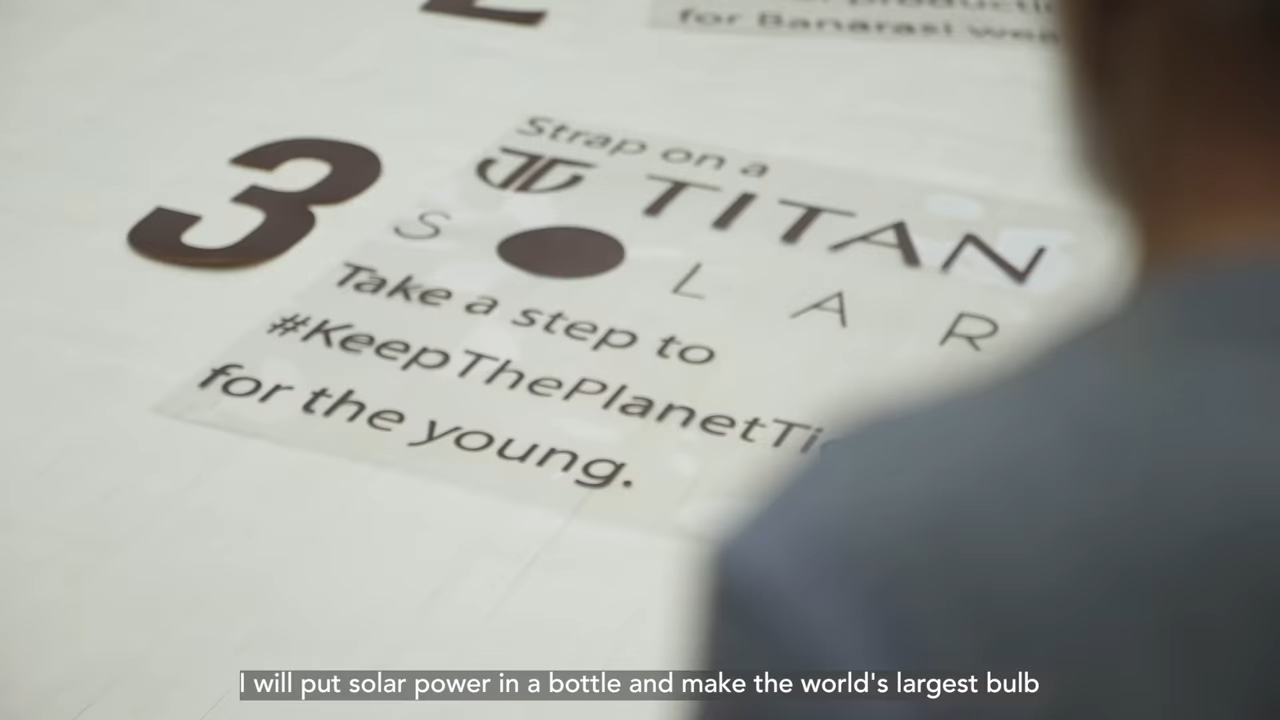 for Banarasi
3
Strap on a
TITAN
S O L A R
Take a step to
#KeepThePlanetTi
for the young.
I will put solar power in a bottle and make the world's largest bulb